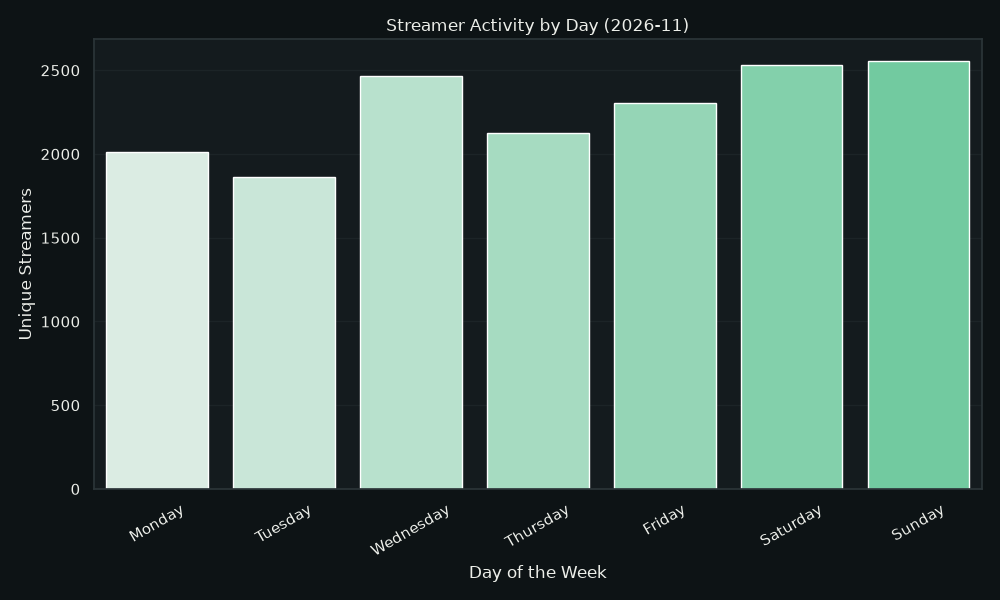 Streamer Activity by Day (2026-11)
Unique Streamers
2500
2000
1500
1000
500
0
Monday
Tuesday
Wednesday
Thursday
Friday
Saturday
Sunday
Day of the Week